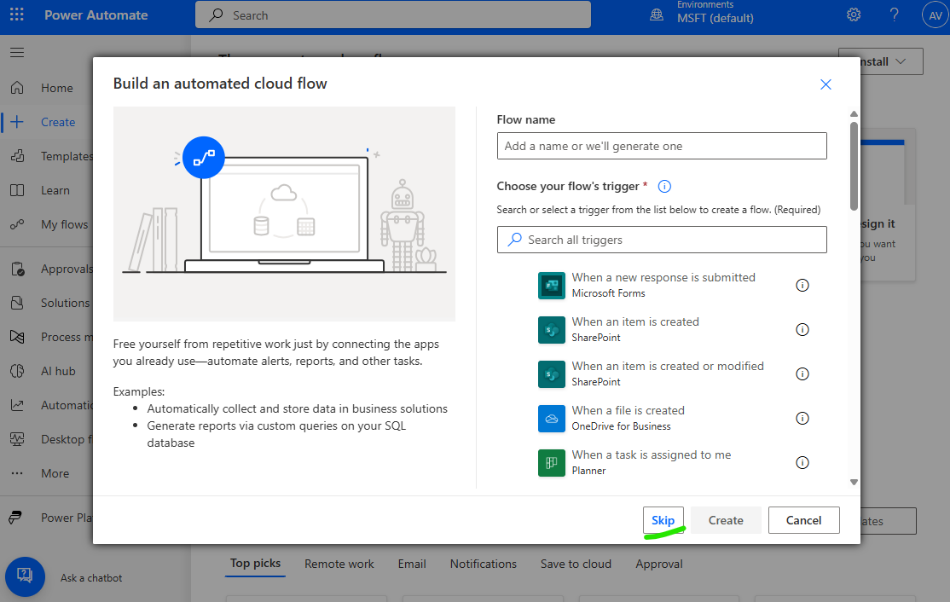 Power Automate
Search
Environments
MSFT (default)
?
AV
Home
Create
Templates
Learn
My flows
Approvals
Solutions
Process m
AI hub
Automatio
Desktop f
More
Power Pla
Ask a chatbot
nstall
Build an automated cloud flow
Free yourself from repetitive work just by connecting the apps
you already use—automate alerts, reports, and other tasks.
Examples:
• Automatically collect and store data in business solutions
• Generate reports via custom queries on your SQL
database
Flow name
Add a name or we'll generate one
Choose your flow's trigger *
Search or select a trigger from the list below to create a flow. (Required)
Search all triggers
When a new response is submitted
Microsoft Forms
When an item is created
SharePoint
When an item is created or modified
SharePoint
When a file is created
OneDrive for Business
When a task is assigned to me
Planner
Skip
Create
Cancel
sign it
you want
you
ates
Top picks
Remote work
Email
Notifications
Save to cloud
Approval